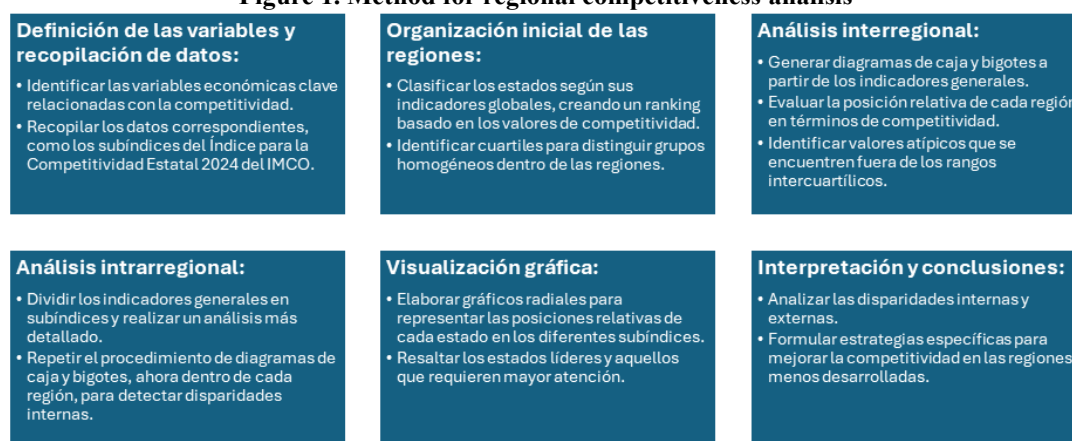 Figure 1. Method for regional competitiveness analysis
Definición de las variables y
recopilación de datos:
• Identificar las variables económicas clave
relacionadas con la competitividad.
• Recopilar los datos correspondientes,
como los subíndices del Índice para la
Competitividad Estatal 2024 del IMCO.
Organización inicial de las
regiones:
• Clasificar los estados según sus
indicadores globales, creando un ranking
basado en los valores de competitividad.
• Identificar cuartiles para distinguir grupos
homogéneos dentro de las regiones.
Análisis interregional:
• Generar diagramas de caja y bigotes a
partir de los indicadores generales.
• Evaluar la posición relativa de cada región
en términos de competitividad.
• Identificar valores atípicos que se
encuentren fuera de los rangos
intercuartílicos.
Análisis intrarregional:
• Dividir los indicadores generales en
subíndices y realizar un análisis más
detallado.
• Repetir el procedimiento de diagramas de
caja y bigotes, ahora dentro de cada
región, para detectar disparidades
internas.
Visualización gráfica:
• Elaborar gráficos radiales para
representar las posiciones relativas de
cada estado en los diferentes subíndices.
• Resaltar los estados líderes y aquellos
que requieren mayor atención.
Interpretación y conclusiones:
• Analizar las disparidades internas y
externas.
• Formular estrategias específicas para
mejorar la competitividad en las regiones
menos desarrolladas.